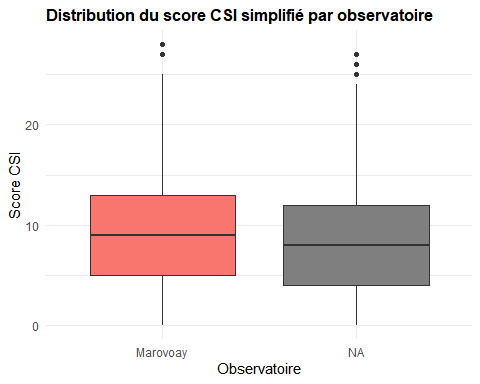 Distribution du score CSI simplifié par observatoire
Score CSI
20
10
0
Marovoay
NA
Observatoire